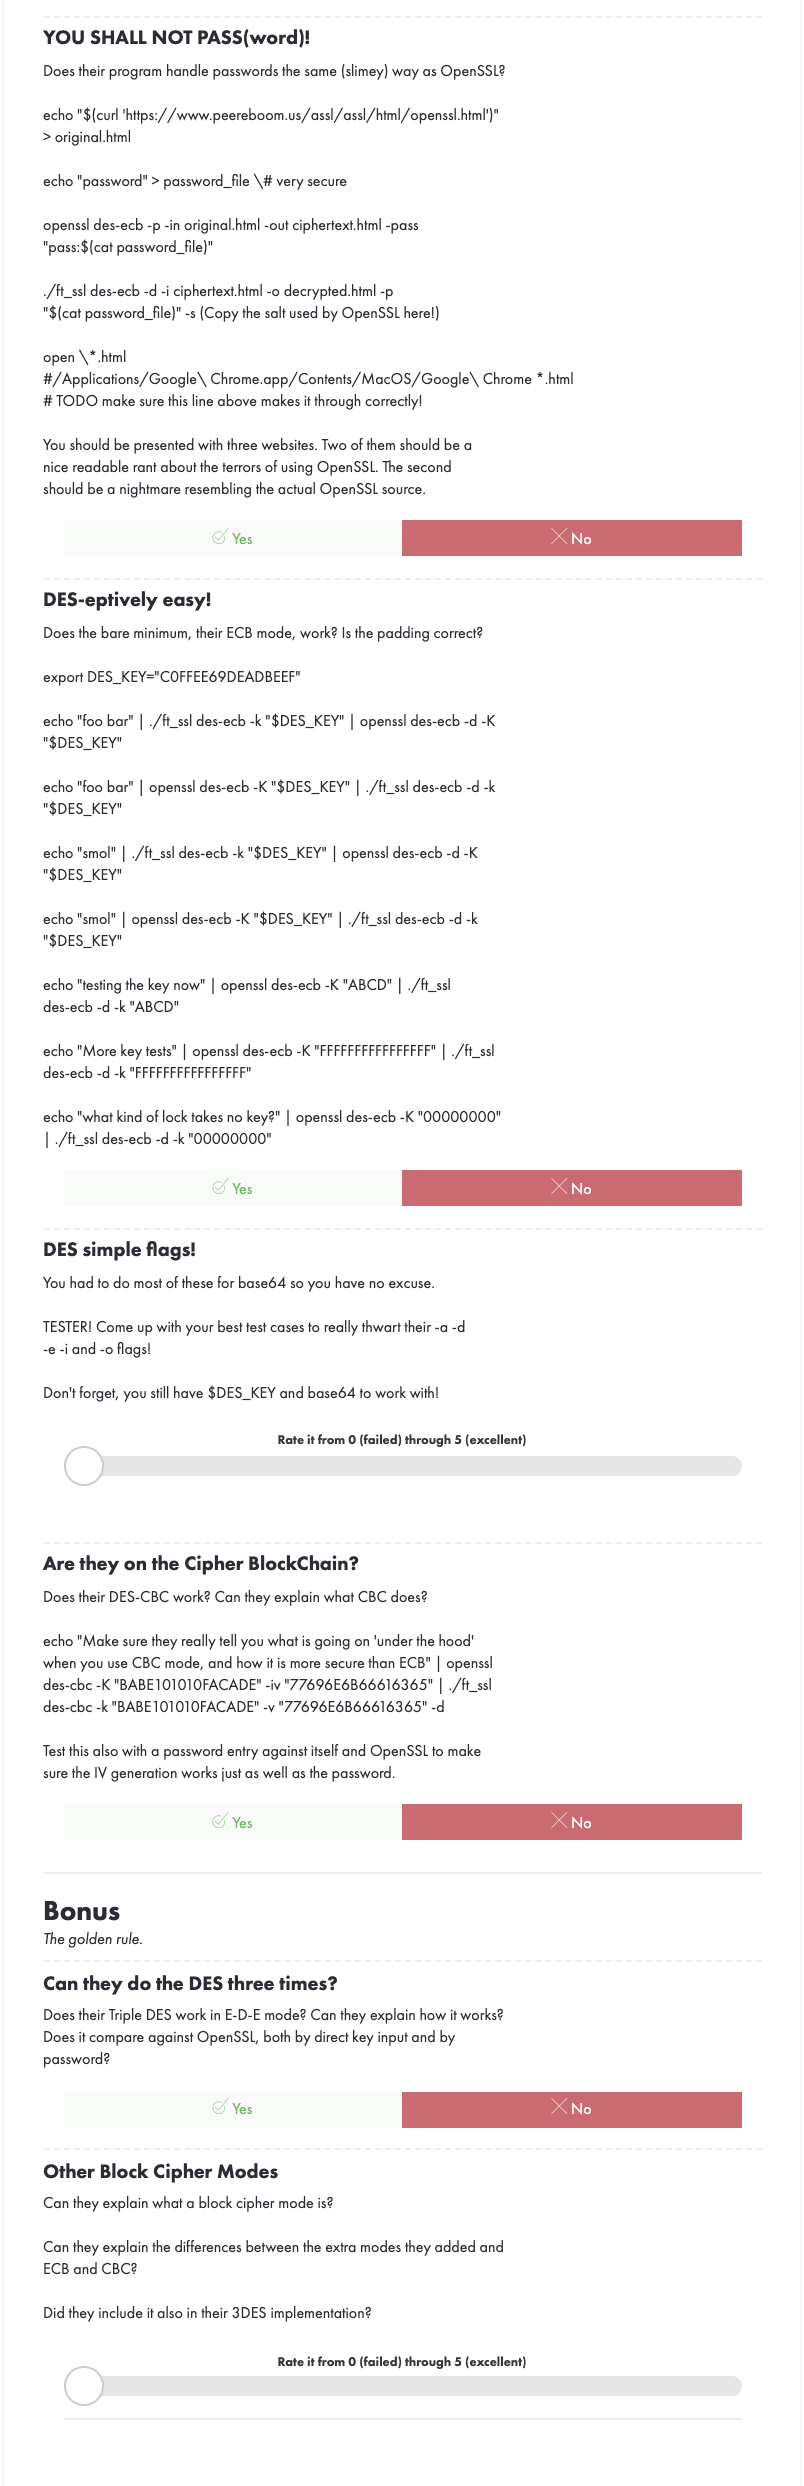 YOU SHALL NOT PASS(word)!
Does their program handle passwords the same (slimey) way as OpenSSL?
echo "$(curl 'https://www.peereboom.us/assl/assl/html/openssl.html')"
> original.html
echo "password" > password_file \# very secure
openssl des-ecb -p -in original.html -out ciphertext.html -pass
"pass:$(cat password_file)"
./ft_ssl des-ecb -d -i ciphertext.html -o decrypted.html -p
"$(cat password_file)" -s (Copy the salt used by OpenSSL here!)
open \*.html
#/Applications/Google\ Chrome.app/Contents/MacOS/Google\ Chrome *.html
# TODO make sure this line above makes it through correctly!
You should be presented with three websites. Two of them should be a
nice readable rant about the terrors of using OpenSSL. The second
should be a nightmare resembling the actual OpenSSL source.
Yes
No
DES-eptively easy!
Does the bare minimum, their ECB mode, work? Is the padding correct?
export DES_KEY="C0FFEE69DEADBEEF"
echo "foo bar" | ./ft_ssl des-ecb -k "$DES_KEY" | openssl des-ecb -d -K
"$DES_KEY"
echo "foo bar" | openssl des-ecb -K "$DES_KEY" | ./ft_ssl des-ecb -d -k
"$DES_KEY"
echo "smol" | ./ft_ssl des-ecb -k "$DES_KEY" | openssl des-ecb -d -K
"$DES_KEY"
echo "smol" | openssl des-ecb -K "$DES_KEY" | ./ft_ssl des-ecb -d -k
"$DES_KEY"
echo "testing the key now" | openssl des-ecb -K "ABCD" | ./ft_ssl
des-ecb -d -k "ABCD"
echo "More key tests" | openssl des-ecb -K "FFFFFFFFFFFFFFFF" | ./ft_ssl
des-ecb -d -k "FFFFFFFFFFFFFFFF"
echo "what kind of lock takes no key?" | openssl des-ecb -K "00000000"
| ./ft_ssl des-ecb -d -k "00000000"
Yes
No
DES simple flags!
You had to do most of these for base64 so you have no excuse.
TESTER! Come up with your best test cases to really thwart their -a -d
-e -i and -o flags!
Don't forget, you still have $DES_KEY and base64 to work with!
Rate it from 0 (failed) through 5 (excellent)
Are they on the Cipher BlockChain?
Does their DES-CBC work? Can they explain what CBC does?
echo "Make sure they really tell you what is going on 'under the hood'
when you use CBC mode, and how it is more secure than ECB" | openssl
des-cbc -K "BABE101010FACADE" -iv "77696E6B66616365" | ./ft_ssl
des-cbc -k "BABE101010FACADE" -v "77696E6B66616365" -d
Test this also with a password entry against itself and OpenSSL to make
sure the IV generation works just as well as the password.
Yes
No
Bonus
The golden rule.
Can they do the DES three times?
Does their Triple DES work in E-D-E mode? Can they explain how it works?
Does it compare against OpenSSL, both by direct key input and by
password?
Yes
No
Other Block Cipher Modes
Can they explain what a block cipher mode is?
Can they explain the differences between the extra modes they added and
ECB and CBC?
Did they include it also in their 3DES implementation?
Rate it from 0 (failed) through 5 (excellent)